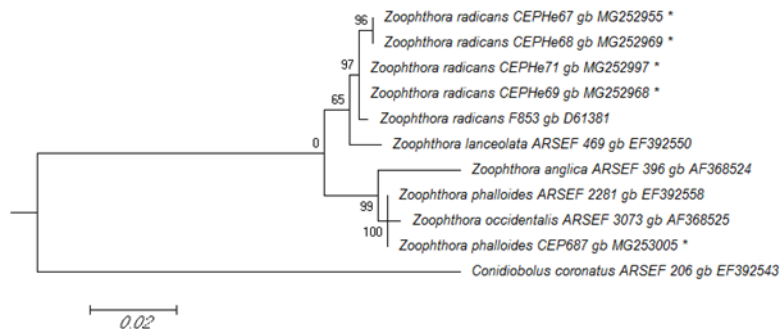 96
Zoophthora radicans CEPHe67 gb MG252955 *
Zoophthora radicans CEPHe68 gb MG252969 *
97
Zoophthora radicans CEPHe71 gb MG252997 *
65
Zoophthora radicans CEPHe69 gb MG252968 *
Zoophthora radicans F853 gb D61381
0
Zoophthora lanceolata ARSEF 469 gb EF392550
Zoophthora anglica ARSEF 396 gb AF368524
Zoophthora phalloides ARSEF 2281 gb EF392558
99
Zoophthora occidentalis ARSEF 3073 gb AF368525
100
Zoophthora phalloides CEP687 gb MG253005 *
Conidiobolus coronatus ARSEF 206 gb EF392543
0.02